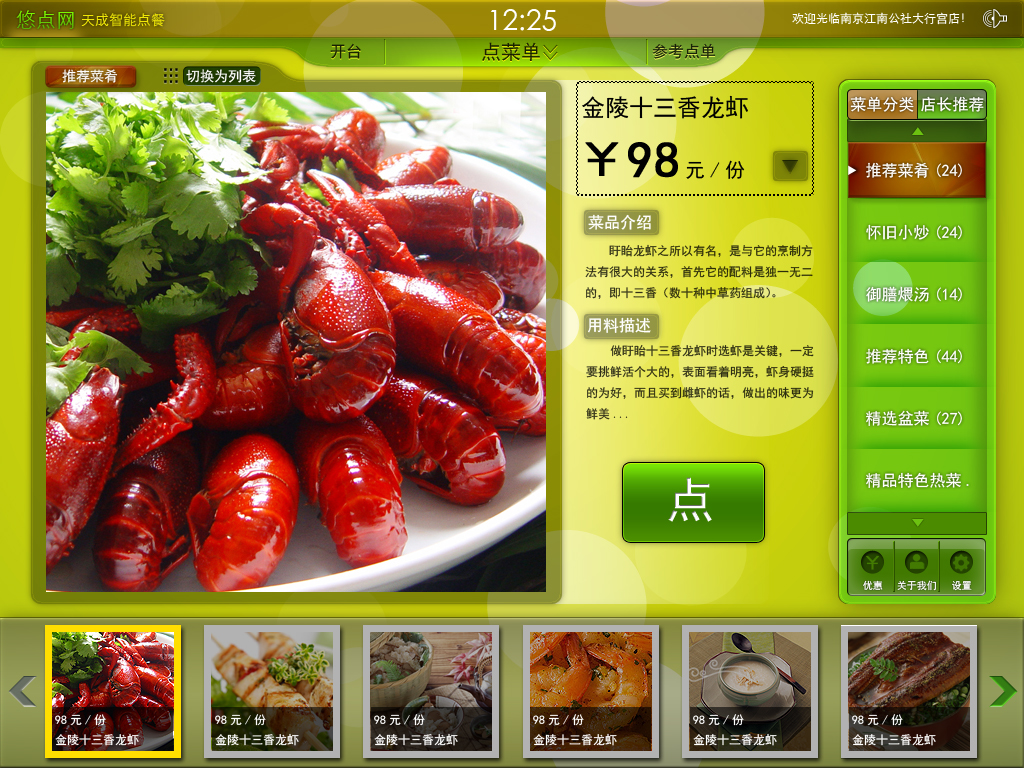 悠点网 天成智能点餐
12:25
欢迎光临南京江南公社大行宫店!
开台
点菜单
参考点单
推荐菜肴
切换为列表
金陵十三香龙虾
¥98 元 / 份
菜品介绍
盱眙龙虾之所以有名，是与它的烹制方
法有很大的关系，首先它的配料是独一无二
的，即十三香（数十种中草药组成）。
用料描述
做盱眙十三香龙虾时选虾是关键，一定
要挑鲜活个大的，表面看着明亮，虾身硬挺
的为好，而且买到雌虾的话，做出的味更为
鲜美 . . .
点
菜单分类
店长推荐
推荐菜肴 (24)
怀旧小炒 (24)
御膳煨汤 (14)
推荐特色 (44)
精选盆菜 (27)
精品特色热菜 .
¥
优惠
关于我们
设置
98 元 / 份
金陵十三香龙虾
98 元 / 份
金陵十三香龙虾
98 元 / 份
金陵十三香龙虾
98 元 / 份
金陵十三香龙虾
98 元 / 份
金陵十三香龙虾
98 元 / 份
金陵十三香龙虾